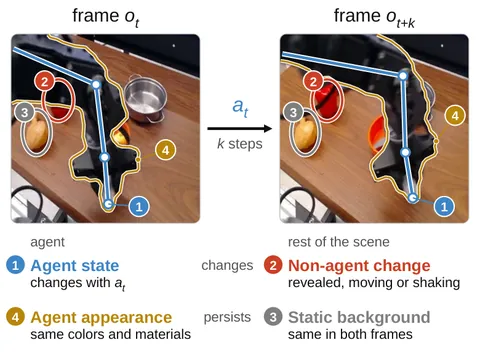 frame o_t
frame o_{t+k}
2
3
4
1
a_t
k steps
2
3
4
1
agent
rest of the scene
1 Agent state
changes with a_t
changes
2 Non-agent change
revealed, moving or shaking
4 Agent appearance
same colors and materials
persists
3 Static background
same in both frames